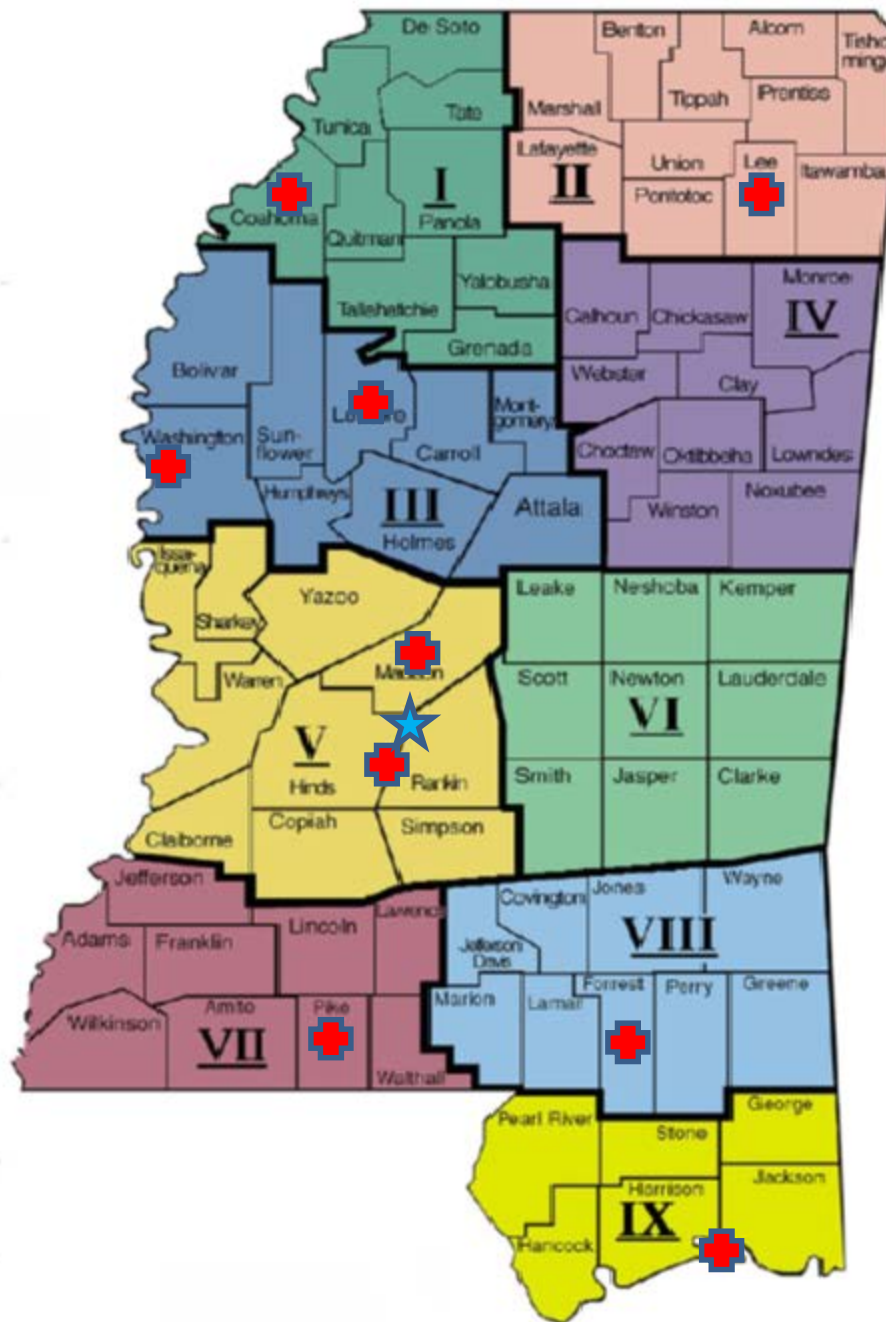 De Soto
Benton
Alcorn
Marshall
Tippah
Prentiss
Tunica
Tate
Lafayette
Union
Lee
Itawamba
I
II
Pontotoc
Coahoma
Panola
Quitman
Yalobusha
Monroe
Tallahatchie
Calhoun
Chickasaw
IV
Grenada
Bolivar
Webster
Clay
Mont-
gomery
Washington
Sun-
flower
Carroll
Choctaw
Oktibbeha
Lowndes
Humphreys
III
Attala
Noxubee
Holmes
Winston
Issa-
quena
Yazoo
Leake
Neshoba
Kemper
Sharkey
Warren
Scott
Newton
Lauderdale
VI
V
Hinds
Rankin
Smith
Jasper
Clarke
Copiah
Simpson
Claiborne
Jefferson
Covington
Jones
Wayne
Lincoln
Adams
Franklin
VIII
Jefferson
Davis
Marion
Lamar
Forrest
Perry
Greene
Wilkinson
Amite
Pike
VII
Walthall
Pearl River
George
Stone
Jackson
Harrison
IX
Hancock